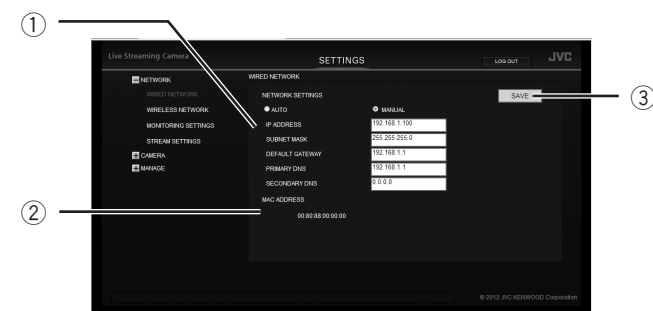 1
Live Streaming Camera
SETTINGS
LOG OUT
JVC
NETWORK
WIRED NETWORK
WIRELESS NETWORK
MONITORING SETTINGS
STREAM SETTINGS
CAMERA
MANAGE
WIRED NETWORK
NETWORK SETTINGS
SAVE
3
AUTO
MANUAL
IP ADDRESS 192.168.1.100
SUBNET MASK 255.255.255.0
DEFAULT GATEWAY 192.168.1.1
PRIMARY DNS 192.168.1.1
SECONDARY DNS 0.0.0.0
2
MAC ADDRESS
00:80:88:00:00:00
© 2012 JVC KENWOOD Corporation